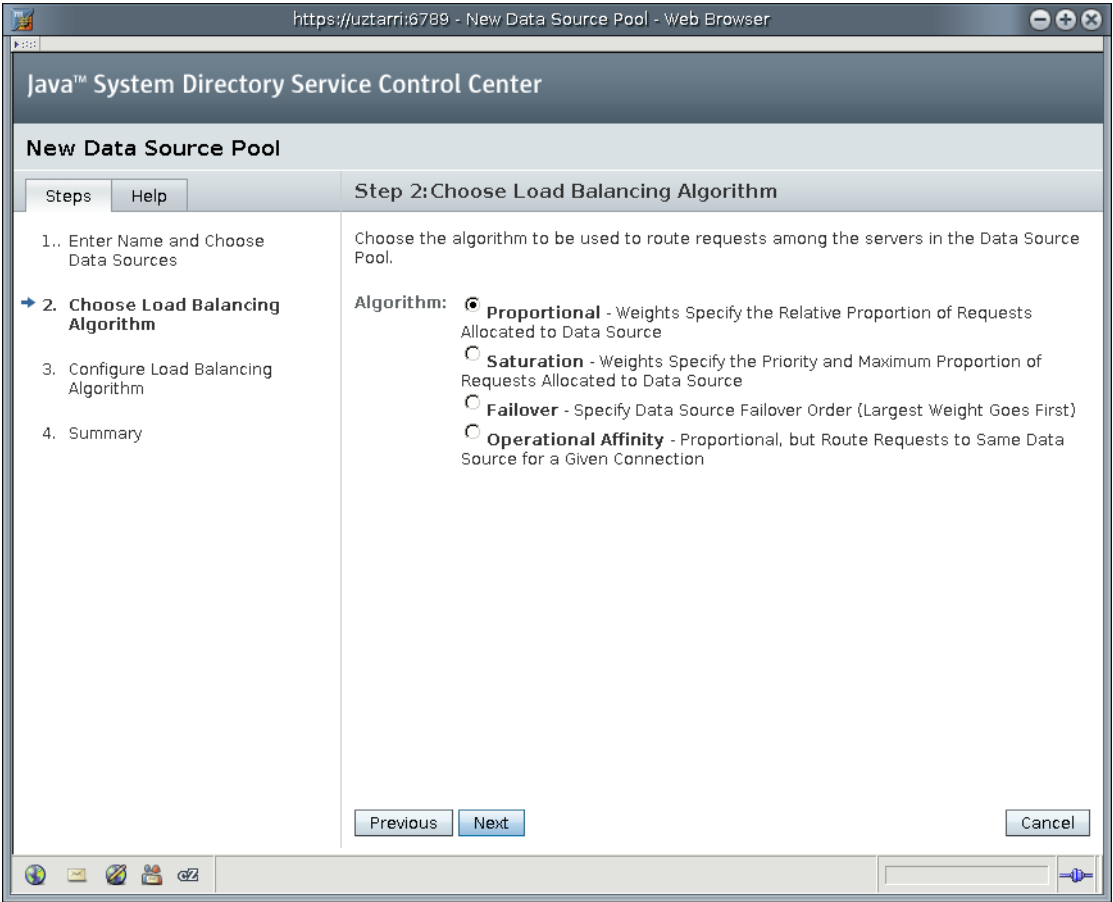 https://uztarri:6789 - New Data Source Pool - Web Browser
Java™ System Directory Service Control Center
New Data Source Pool
Steps
Help
1.. Enter Name and Choose
Data Sources
2. Choose Load Balancing
Algorithm
3. Configure Load Balancing
Algorithm
4. Summary
Step 2:Choose Load Balancing Algorithm
Choose the algorithm to be used to route requests among the servers in the Data Source
Pool.
Algorithm:
Proportional - Weights Specify the Relative Proportion of Requests
Allocated to Data Source
Saturation - Weights Specify the Priority and Maximum Proportion of
Requests Allocated to Data Source
Failover - Specify Data Source Failover Order (Largest Weight Goes First)
Operational Affinity - Proportional, but Route Requests to Same Data
Source for a Given Connection
Previous
Next
Cancel